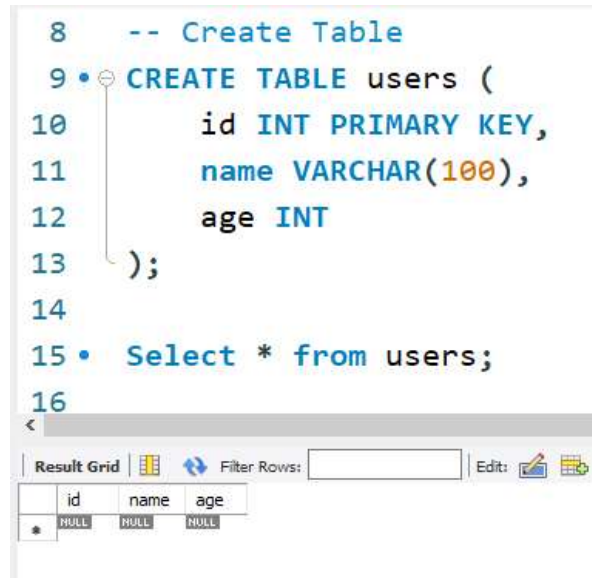 8 -- Create Table
9 CREATE TABLE users (
10 id INT PRIMARY KEY,
11 name VARCHAR(100),
12 age INT
13 );
14
15 Select * from users;
16
Result Grid Filter Rows: Edit:
id name age
* NULL NULL NULL